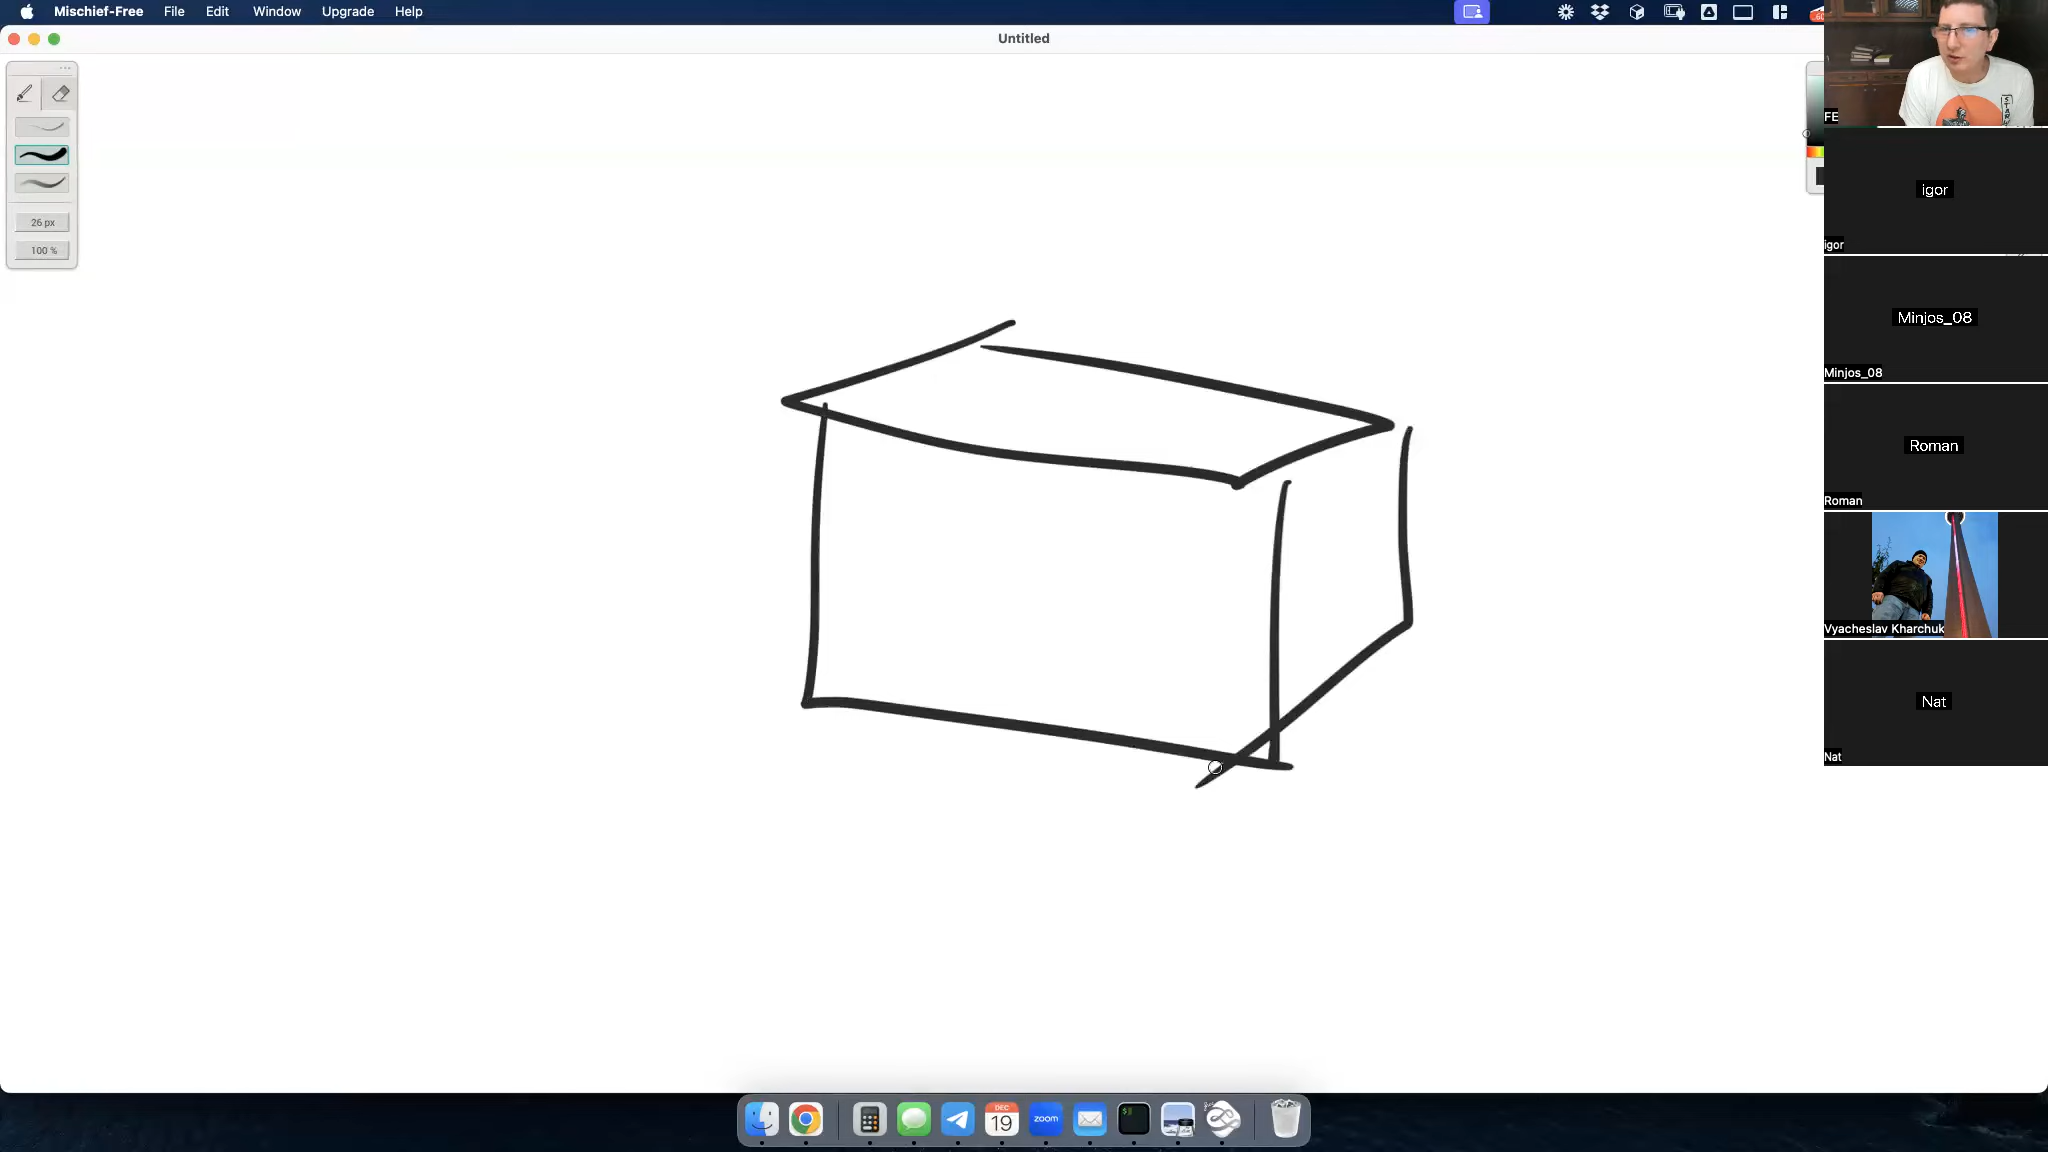 Mischief-Free File Edit Window Upgrade Help
Untitled
26 px
100 %
FE
igor
igor
Minjos_08
Minjos_08
Roman
Roman
Vyacheslav Kharchuk
Nat
Nat
DEC
19
zoom